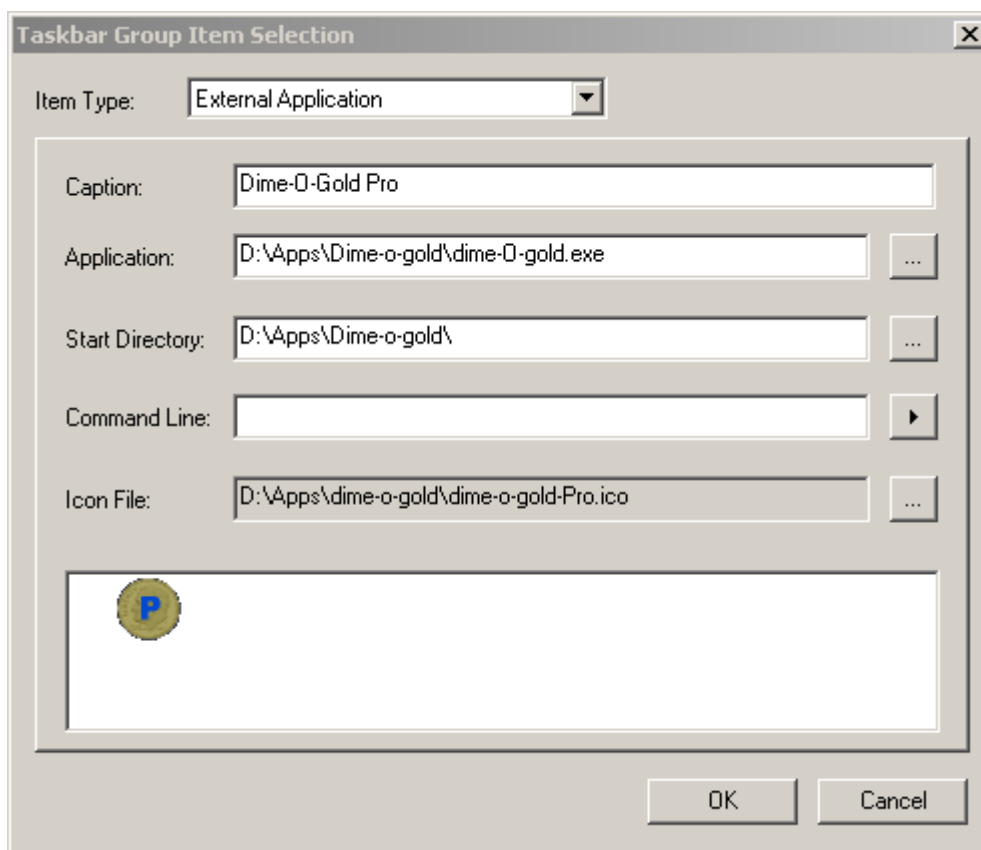 Taskbar Group Item Selection
Item Type: External Application
Caption: Dime-O-Gold Pro
Application: D:\Apps\Dime-o-gold\dime-O-gold.exe ...
Start Directory: D:\Apps\Dime-o-gold\ ...
Command Line:
Icon File: D:\Apps\dime-o-gold\dime-o-gold-Pro.ico ...
P
OK Cancel